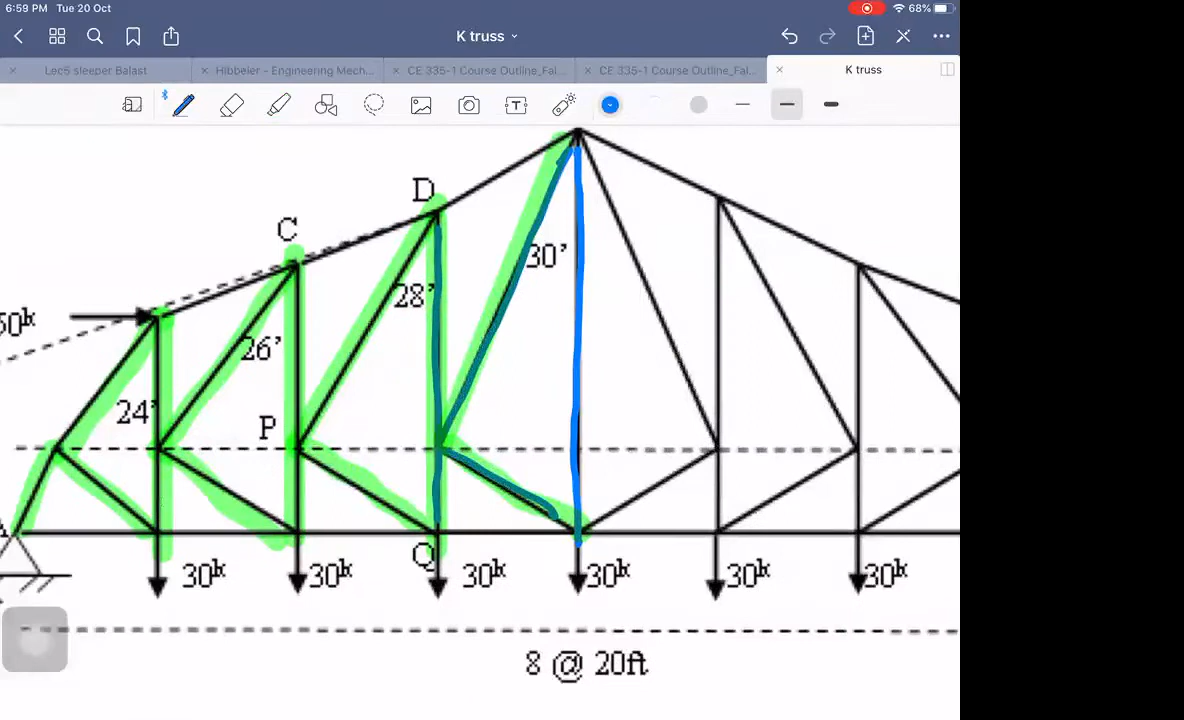 6:59 PM Tue 20 Oct 68%
K truss
Lec5 sleeper Balast
Hibbeler - Engineering Mech...
CE 335-1 Course Outline_Fal...
CE 335-1 Course Outline_Fal...
K truss
T
D
C
30'
28'
50k
26'
24'
P
A
Q
30k 30k 30k 30k 30k 30k
8 @ 20ft